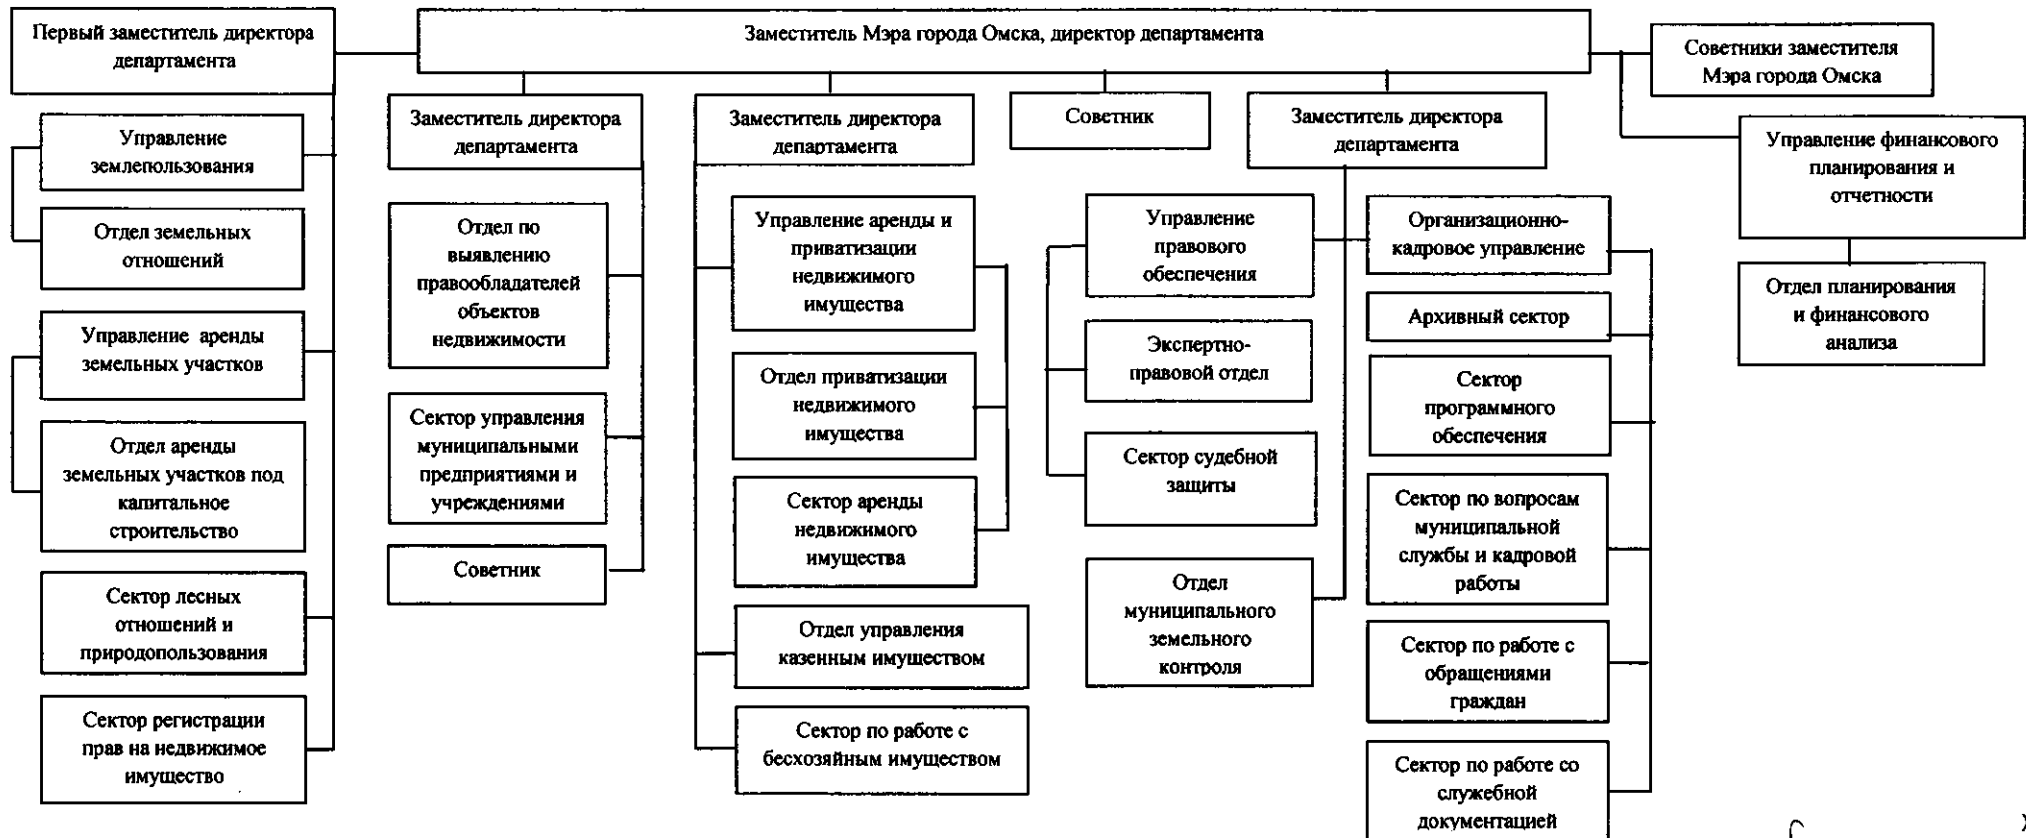 Первый заместитель директора
департамента
Заместитель Мэра города Омска, директор департамента
Советники заместителя
Мэра города Омска
Управление
землепользования
Отдел земельных
отношений
Управление аренды
земельных участков
Отдел аренды
земельных участков под
капитальное
строительство
Сектор лесных
отношений и
природопользования
Сектор регистрации
прав на недвижимое
имущество
Заместитель директора
департамента
Отдел по
выявлению
правообладателей
объектов
недвижимости
Сектор управления
муниципальными
предприятиями и
учреждениями
Советник
Заместитель директора
департамента
Управление аренды и
приватизации
недвижимого
имущества
Отдел приватизации
недвижимого
имущества
Сектор аренды
недвижимого
имущества
Отдел управления
казенным имуществом
Сектор по работе с
бесхозяйным имуществом
Советник
Заместитель директора
департамента
Управление
правового
обеспечения
Экспертно-
правовой отдел
Сектор судебной
защиты
Отдел
муниципального
земельного
контроля
Организационно-
кадровое управление
Архивный сектор
Сектор
программного
обеспечения
Сектор по вопросам
муниципальной
службы и кадровой
работы
Сектор по работе с
обращениями
граждан
Сектор по работе со
служебной
документацией
Управление финансового
планирования и
отчетности
Отдел планирования
и финансового
анализа